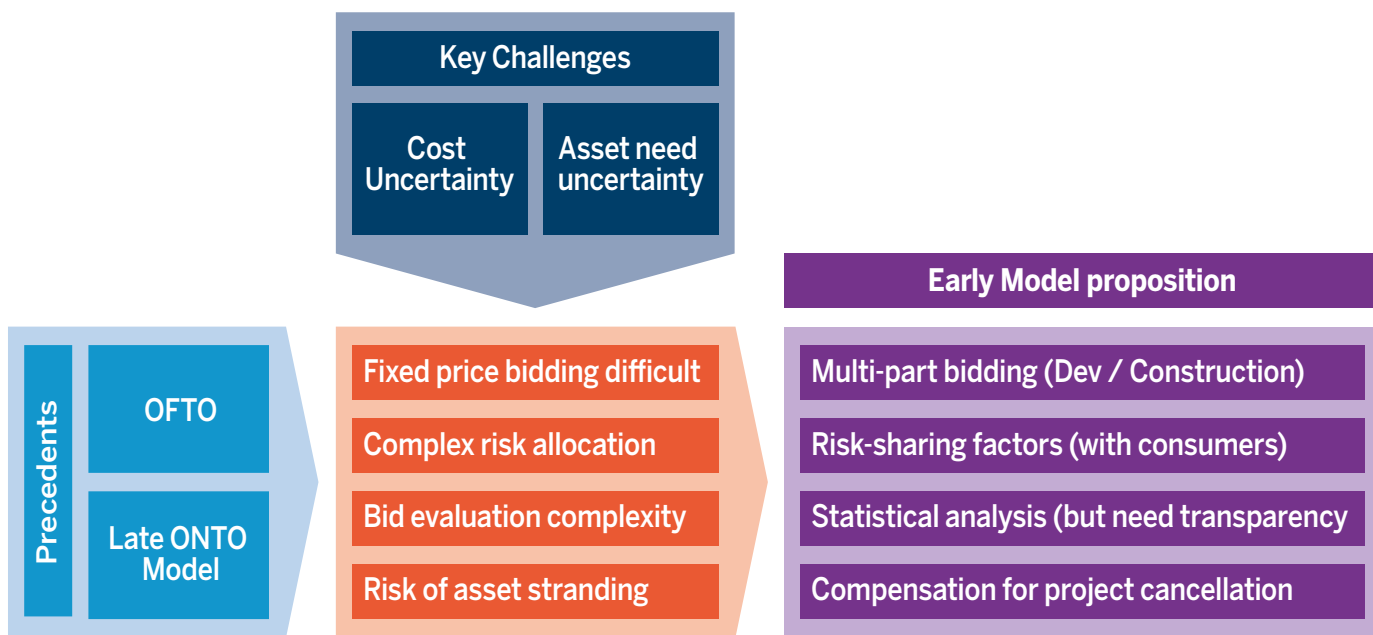 Key Challenges
Cost
Uncertainty
Asset need
uncertainty
Early Model proposition
Precedents
OFTO
Late ONTO
Model
Fixed price bidding difficult
Complex risk allocation
Bid evaluation complexity
Risk of asset stranding
Multi-part bidding (Dev / Construction)
Risk-sharing factors (with consumers)
Statistical analysis (but need transparency
Compensation for project cancellation